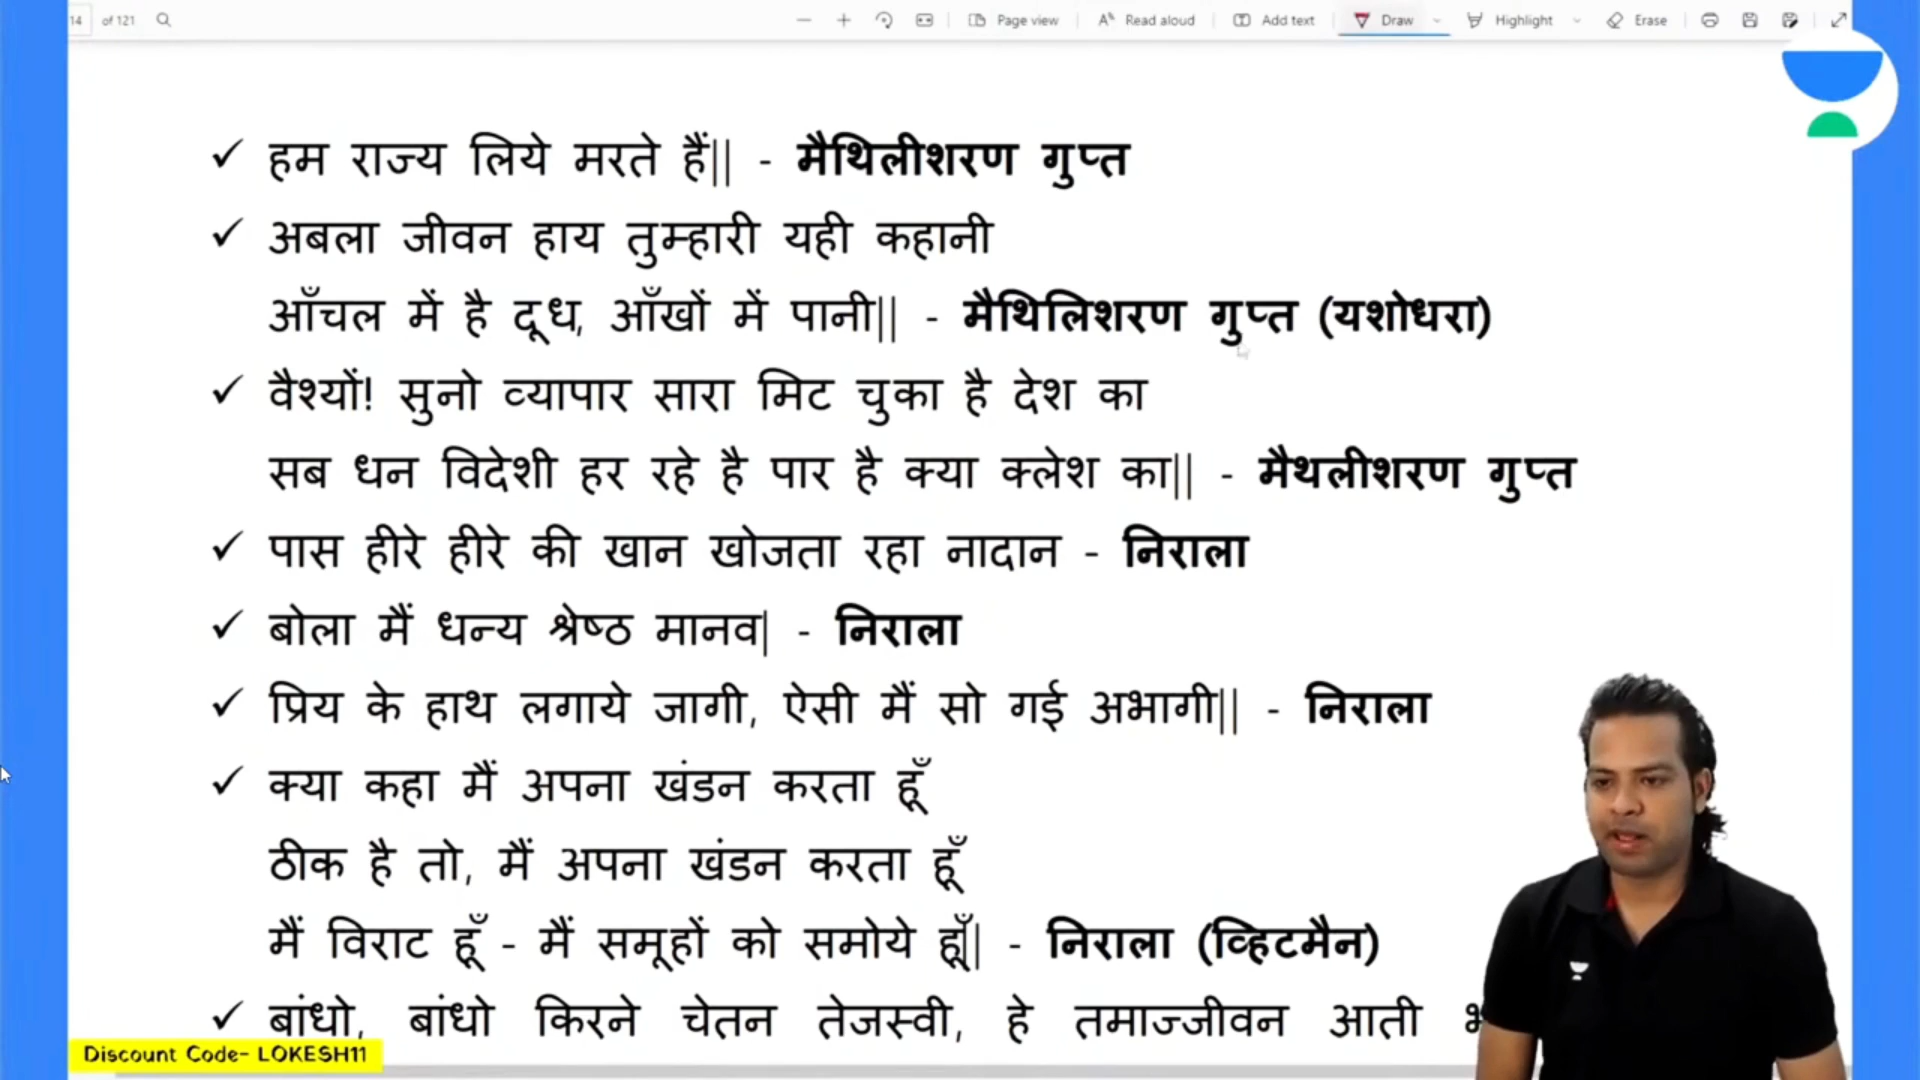 14 of 121 Page view Read aloud Add text Draw Highlight Erase
✓ हम राज्य लिये मरते हैं|| - मैथिलीशरण गुप्त
✓ अबला जीवन हाय तुम्हारी यही कहानी
आँचल में है दूध, आँखों में पानी|| - मैथिलिशरण गुप्त (यशोधरा)
✓ वैश्यों! सुनो व्यापार सारा मिट चुका है देश का
सब धन विदेशी हर रहे है पार है क्या क्लेश का|| - मैथलीशरण गुप्त
✓ पास हीरे हीरे की खान खोजता रहा नादान - निराला
✓ बोला मैं धन्य श्रेष्ठ मानव| - निराला
✓ प्रिय के हाथ लगाये जागी, ऐसी मैं सो गई अभागी|| - निराला
✓ क्या कहा मैं अपना खंडन करता हूँ
ठीक है तो, मैं अपना खंडन करता हूँ
मैं विराट हूँ - मैं समूहों को समोये हूँ| - निराला (व्हिटमैन)
✓ बांधो, बांधो किरने चेतन तेजस्वी, हे तमाज्जीवन आती
Discount Code- LOKESH11